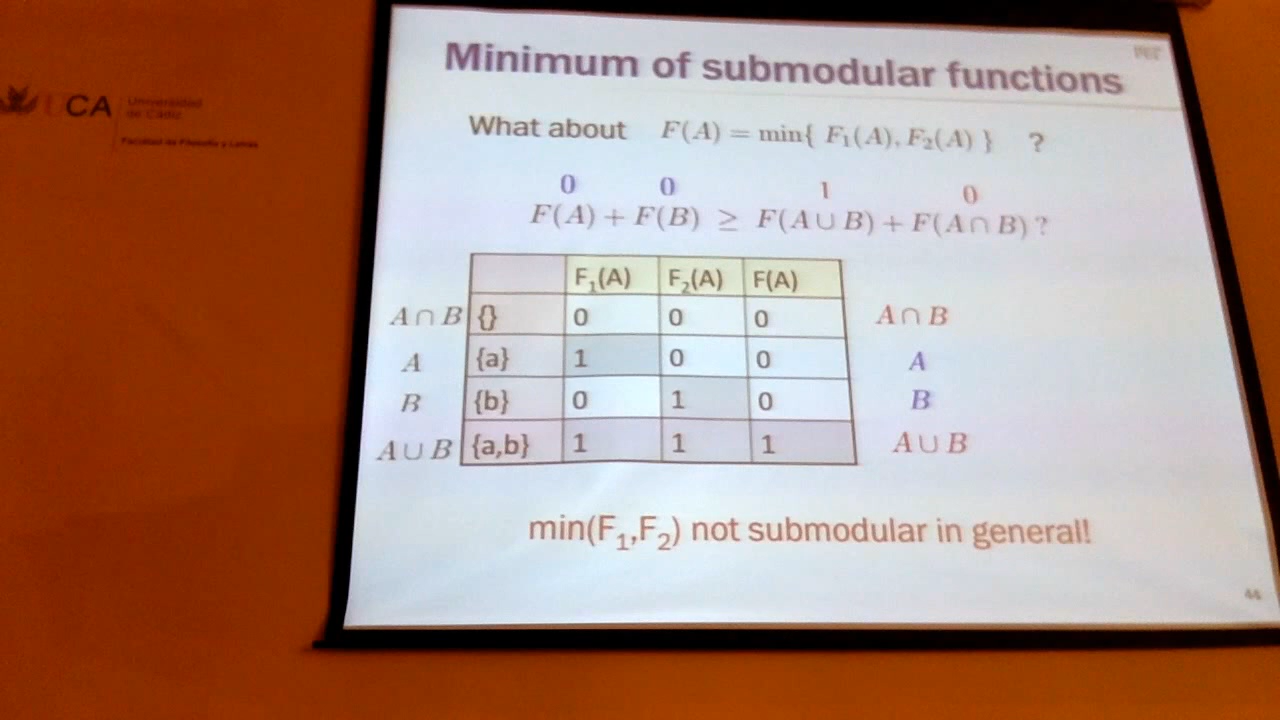 Minimum of submodular functions
UCA
Universidad
de Cádiz
Facultad de Filosofía y Letras
What about F(A) = min{ F₁(A), F₂(A) } ?
0 0 1 0
F(A) + F(B) ≥ F(A ∪ B) + F(A ∩ B) ?
F₁(A) F₂(A) F(A)
A ∩ B {} 0 0 0 A ∩ B
A {a} 1 0 0 A
B {b} 0 1 0 B
A ∪ B {a,b} 1 1 1 A ∪ B
min(F₁,F₂) not submodular in general!
44